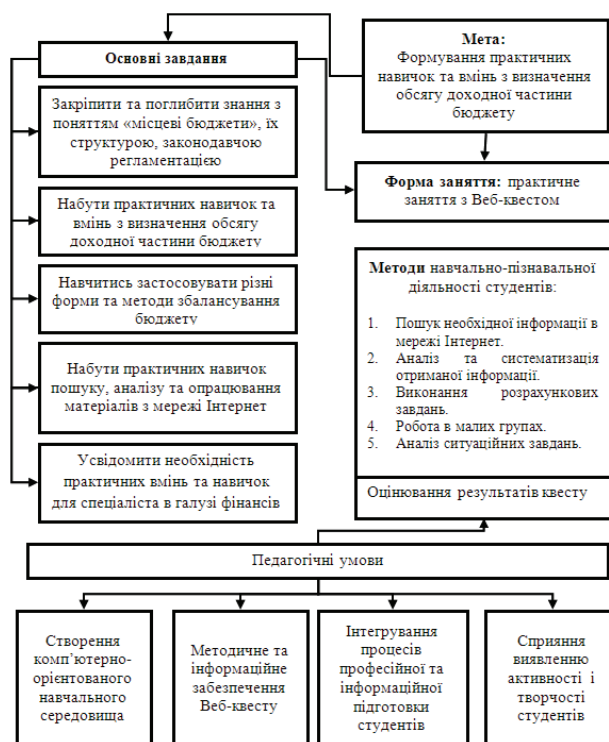 Основні завдання
Закріпити та поглибити знання з
поняттям «місцеві бюджети», їх
структурою, законодавчою
регламентацією
Набути практичних навичок та
вмінь з визначення обсягу
доходної частини бюджету
Навчитись застосовувати різні
форми та методи збалансування
бюджету
Набути практичних навичок
пошуку, аналізу та опрацювання
матеріалів з мережі Інтернет
Усвідомити необхідність
практичних вмінь та навичок
для спеціаліста в галузі фінансів
Мета:
Формування практичних
навичок та вмінь з визначення
обсягу доходної частини
бюджету
Форма заняття: практичне
заняття з Веб-квестом
Методи навчально-пізнавальної
діяльності студентів:
1. Пошук необхідної інформації в
мережі Інтернет.
2. Аналіз та систематизація
отриманої інформації.
3. Виконання розрахункових
завдань.
4. Робота в малих групах.
5. Аналіз ситуаційних завдань.
Оцінювання результатів квесту
Педагогічні умови
Створення
комп’ютерно-
орієнтованого
навчального
середовища
Методичне та
інформаційне
забезпечення
Веб-квесту
Інтегрування
процесів
професійної та
інформаційної
підготовки
студентів
Сприяння
виявленню
активності і
творчості
студентів